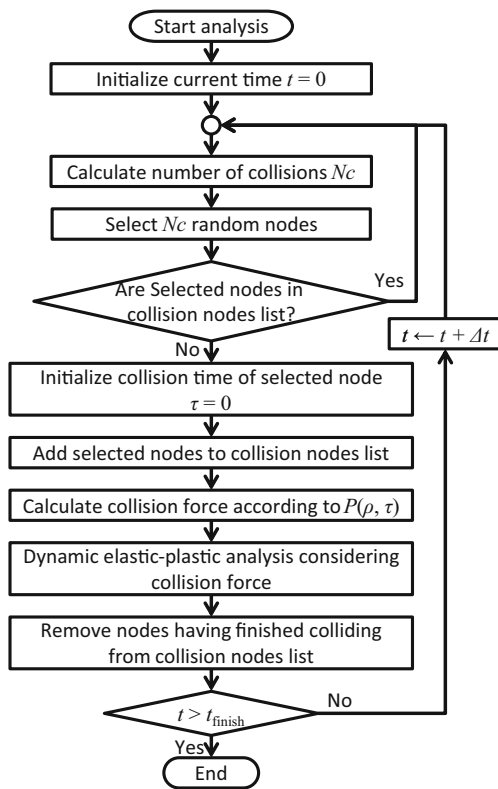 Start analysis
Initialize current time t = 0
Calculate number of collisions Nc
Select Nc random nodes
Yes
Are Selected nodes in
collision nodes list?
t ← t + Δt
No
Initialize collision time of selected node
τ = 0
Add selected nodes to collision nodes list
Calculate collision force according to P(ρ, τ)
Dynamic elastic-plastic analysis considering
collision force
Remove nodes having finished colliding
from collision nodes list
No
t > tfinish
Yes
End